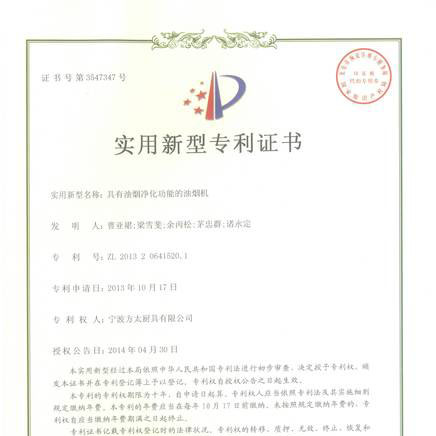 证书号第3547347号
实用新型专利证书
实用新型名称：具有油烟净化功能的油烟机
发 明 人：曹亚裙;梁雪斐;余丙松;茅忠群;诸永定
专 利 号：ZL 2013 2 0641520.1
专利申请日：2013年10月17日
专 利 权 人：宁波方太厨具有限公司
授权公告日：2014年04月30日
本实用新型经过本局依照中华人民共和国专利法进行初步审查，决定授予专利权，颁
发本证书并在专利登记簿上予以登记。专利权自授权公告之日起生效。
本专利的专利权期限为十年，自申请日起算。专利权人应当依照专利法及其实施细则
规定缴纳年费。本专利的年费应当在每年10月17日前缴纳。未按照规定缴纳年费的，专利
权自应当缴纳年费期满之日起终止。
专利证书记载专利权登记时的法律状况。专利权的转移、质押、无效、终止、恢复和